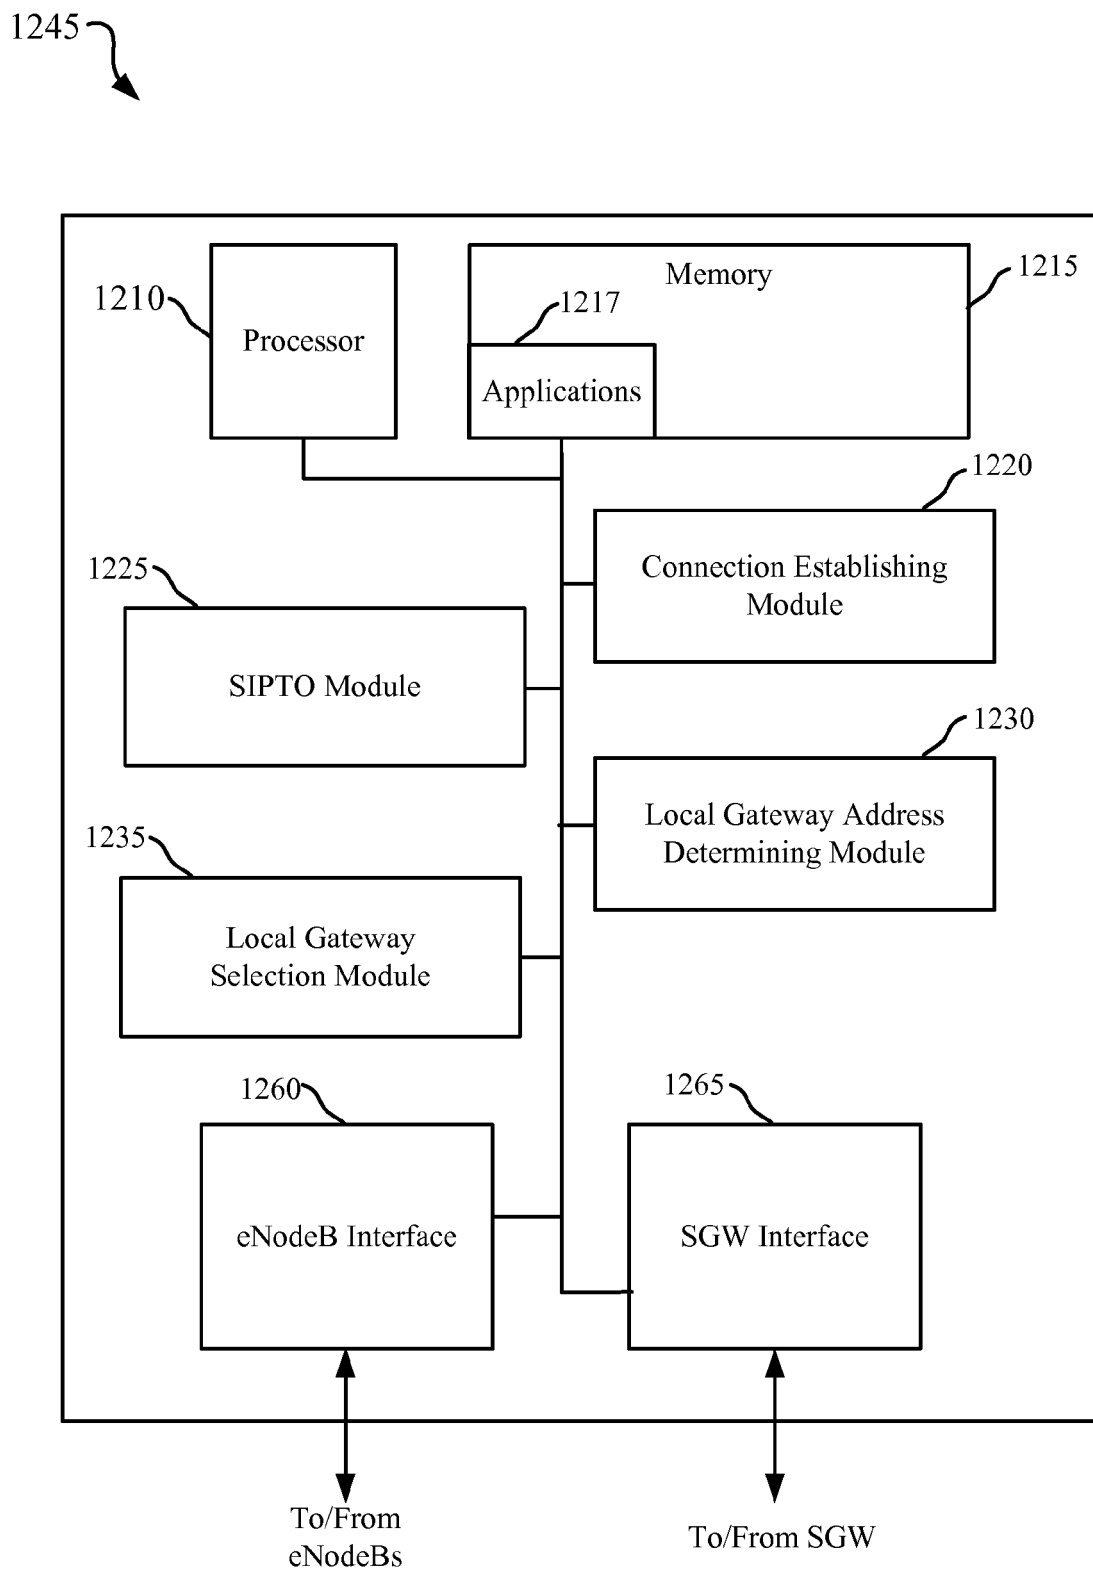 1245
1210
Processor
Memory
1215
1217
Applications
1220
Connection Establishing
Module
1225
SIPTO Module
1230
Local Gateway Address
Determining Module
1235
Local Gateway
Selection Module
1260
eNodeB Interface
1265
SGW Interface
To/From
eNodeBs
To/From SGW